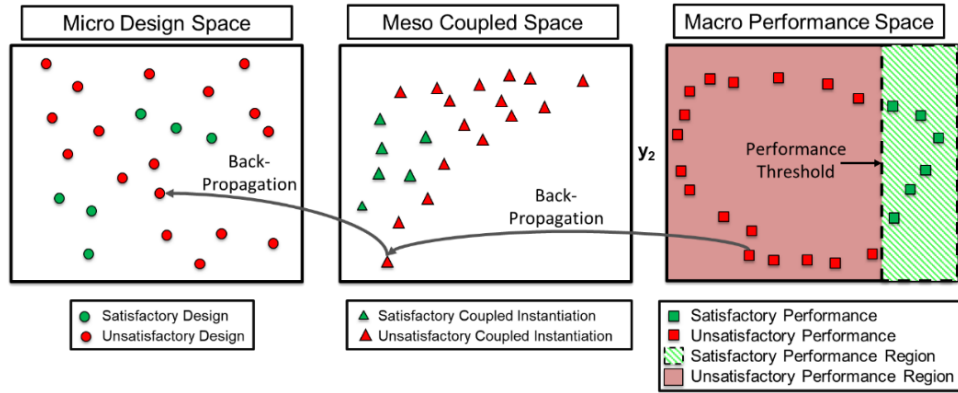 Micro Design Space
Meso Coupled Space
Macro Performance Space
Back-
Propagation
Back-
Propagation
y2
Performance
Threshold
Satisfactory Design
Unsatisfactory Design
Satisfactory Coupled Instantiation
Unsatisfactory Coupled Instantiation
Satisfactory Performance
Unsatisfactory Performance
Satisfactory Performance Region
Unsatisfactory Performance Region